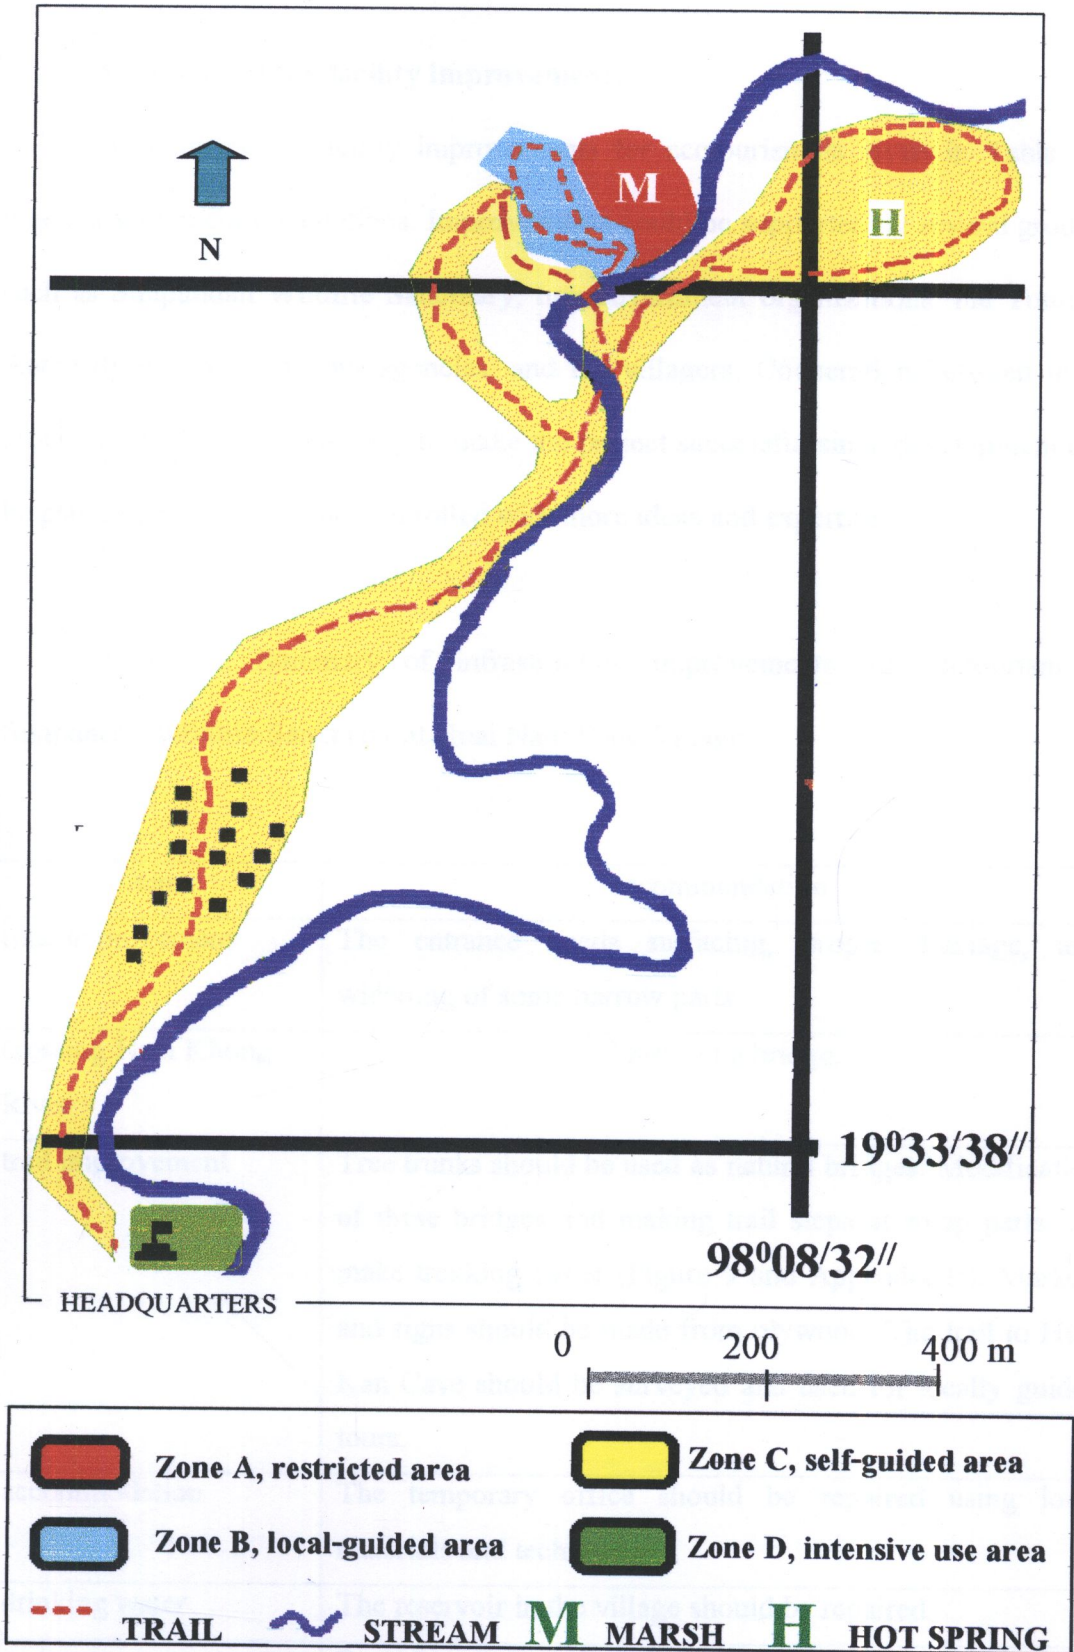 M
H
N
19⁰33/38//
98⁰08/32//
HEADQUARTERS
0 200 400 m
Zone A, restricted area
Zone C, self-guided area
Zone B, local-guided area
Zone D, intensive use area
TRAIL STREAM M MARSH H HOT SPRING